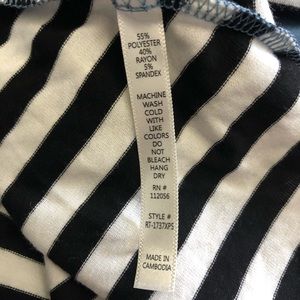 55%
POLYESTER
40%
RAYON
5%
SPANDEX
MACHINE
WASH
COLD
WITH
LIKE
COLORS
DO
NOT
BLEACH
HANG
DRY
RN #
112056
STYLE #
RT-1737XPS
MADE IN
CAMBODIA